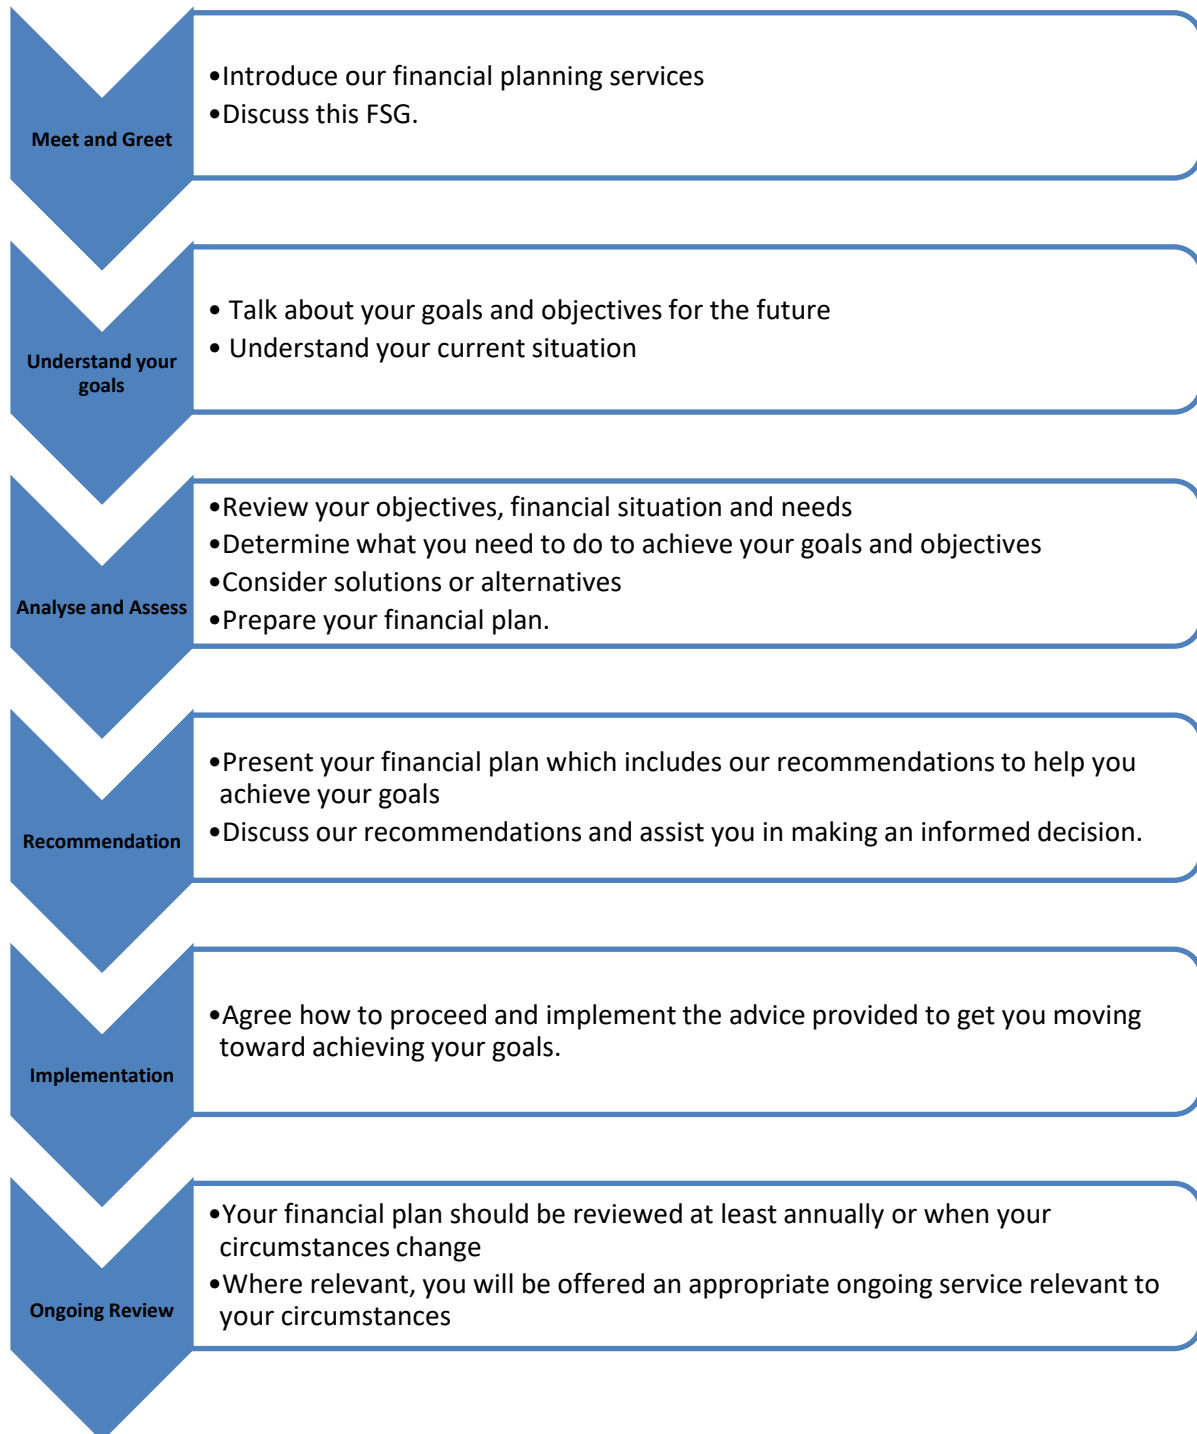 Meet and Greet
•Introduce our financial planning services
•Discuss this FSG.
Understand your
goals
• Talk about your goals and objectives for the future
• Understand your current situation
Analyse and Assess
•Review your objectives, financial situation and needs
•Determine what you need to do to achieve your goals and objectives
•Consider solutions or alternatives
•Prepare your financial plan.
Recommendation
•Present your financial plan which includes our recommendations to help you
achieve your goals
•Discuss our recommendations and assist you in making an informed decision.
Implementation
•Agree how to proceed and implement the advice provided to get you moving
toward achieving your goals.
Ongoing Review
•Your financial plan should be reviewed at least annually or when your
circumstances change
•Where relevant, you will be offered an appropriate ongoing service relevant to
your circumstances